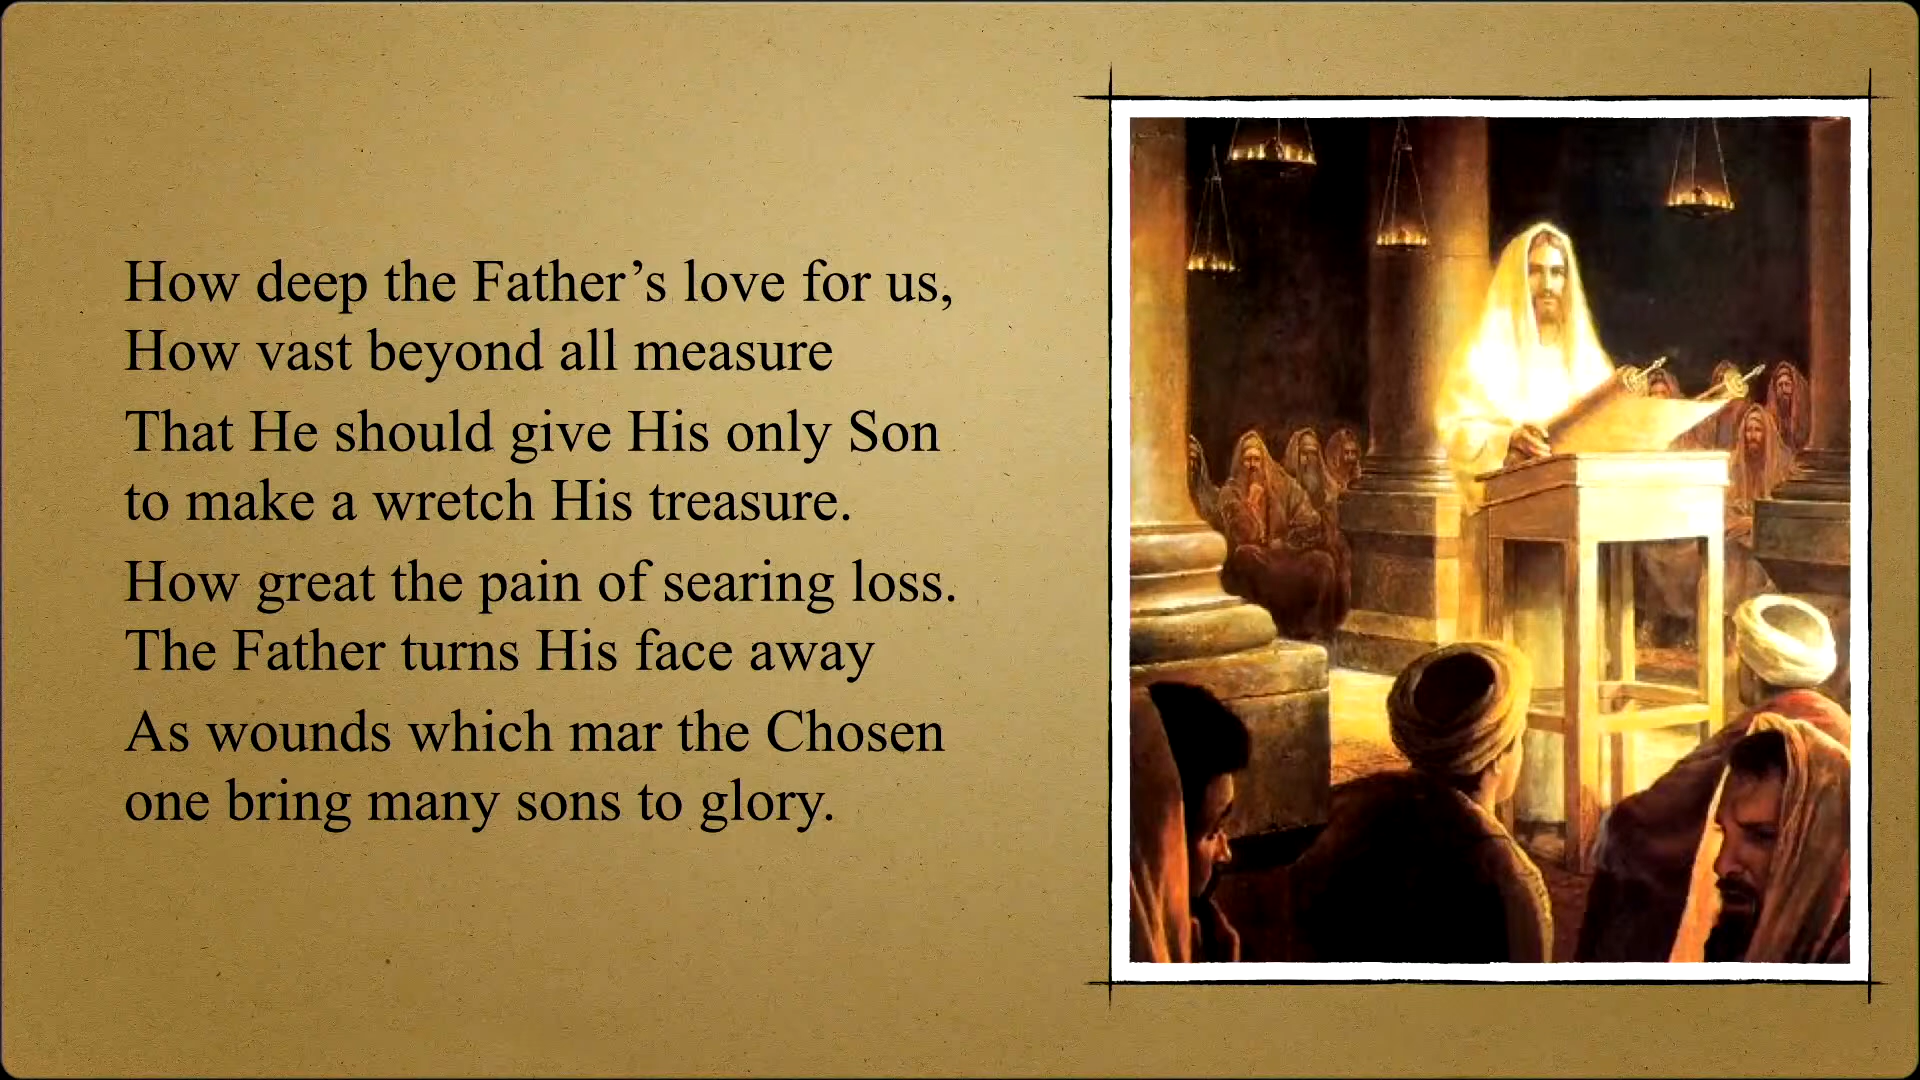 How deep the Father’s love for us,
How vast beyond all measure
That He should give His only Son
to make a wretch His treasure.
How great the pain of searing loss.
The Father turns His face away
As wounds which mar the Chosen
one bring many sons to glory.